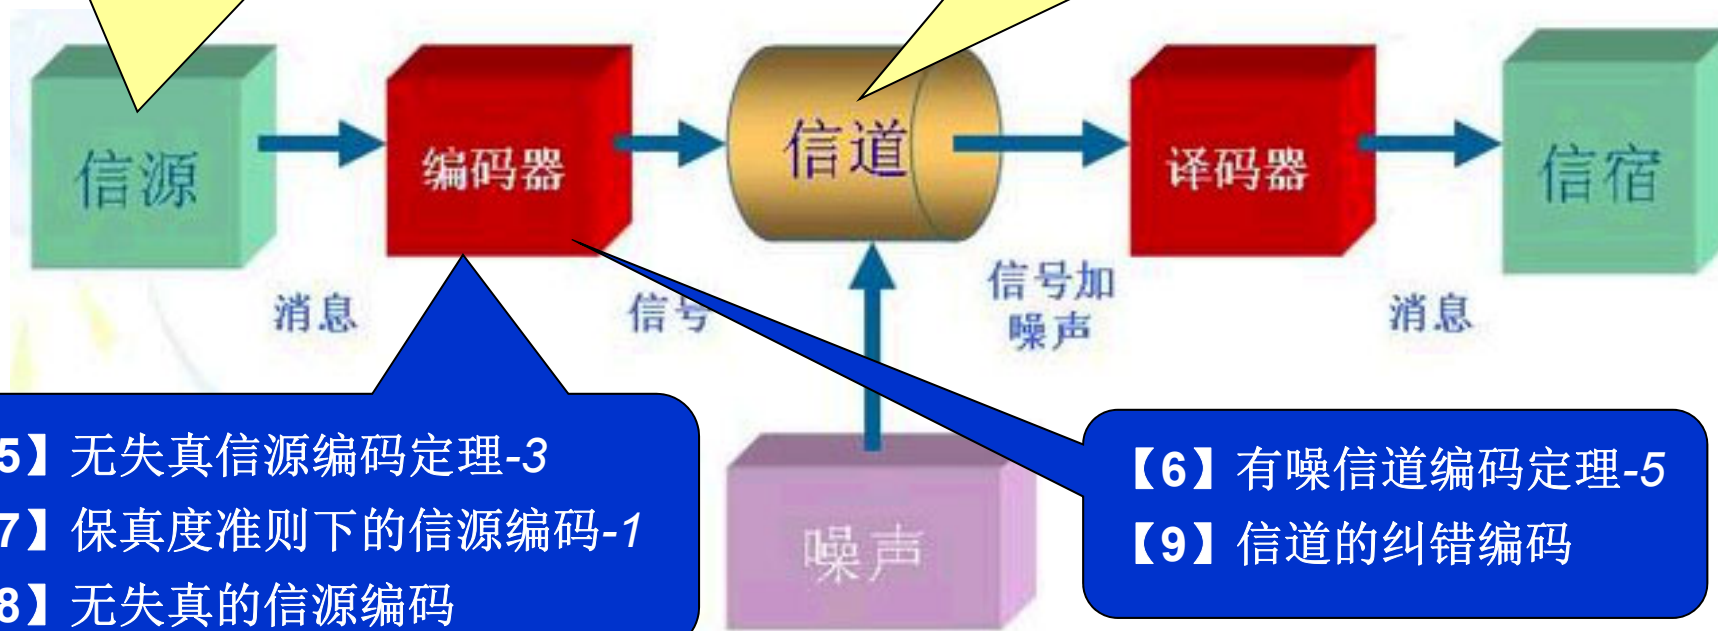 信源
编码器
信道
译码器
信宿
消息
信号
信号加
噪声
消息
噪声
5】无失真信源编码定理-3
7】保真度准则下的信源编码-1
8】无失真的信源编码
【6】有噪信道编码定理-5
【9】信道的纠错编码